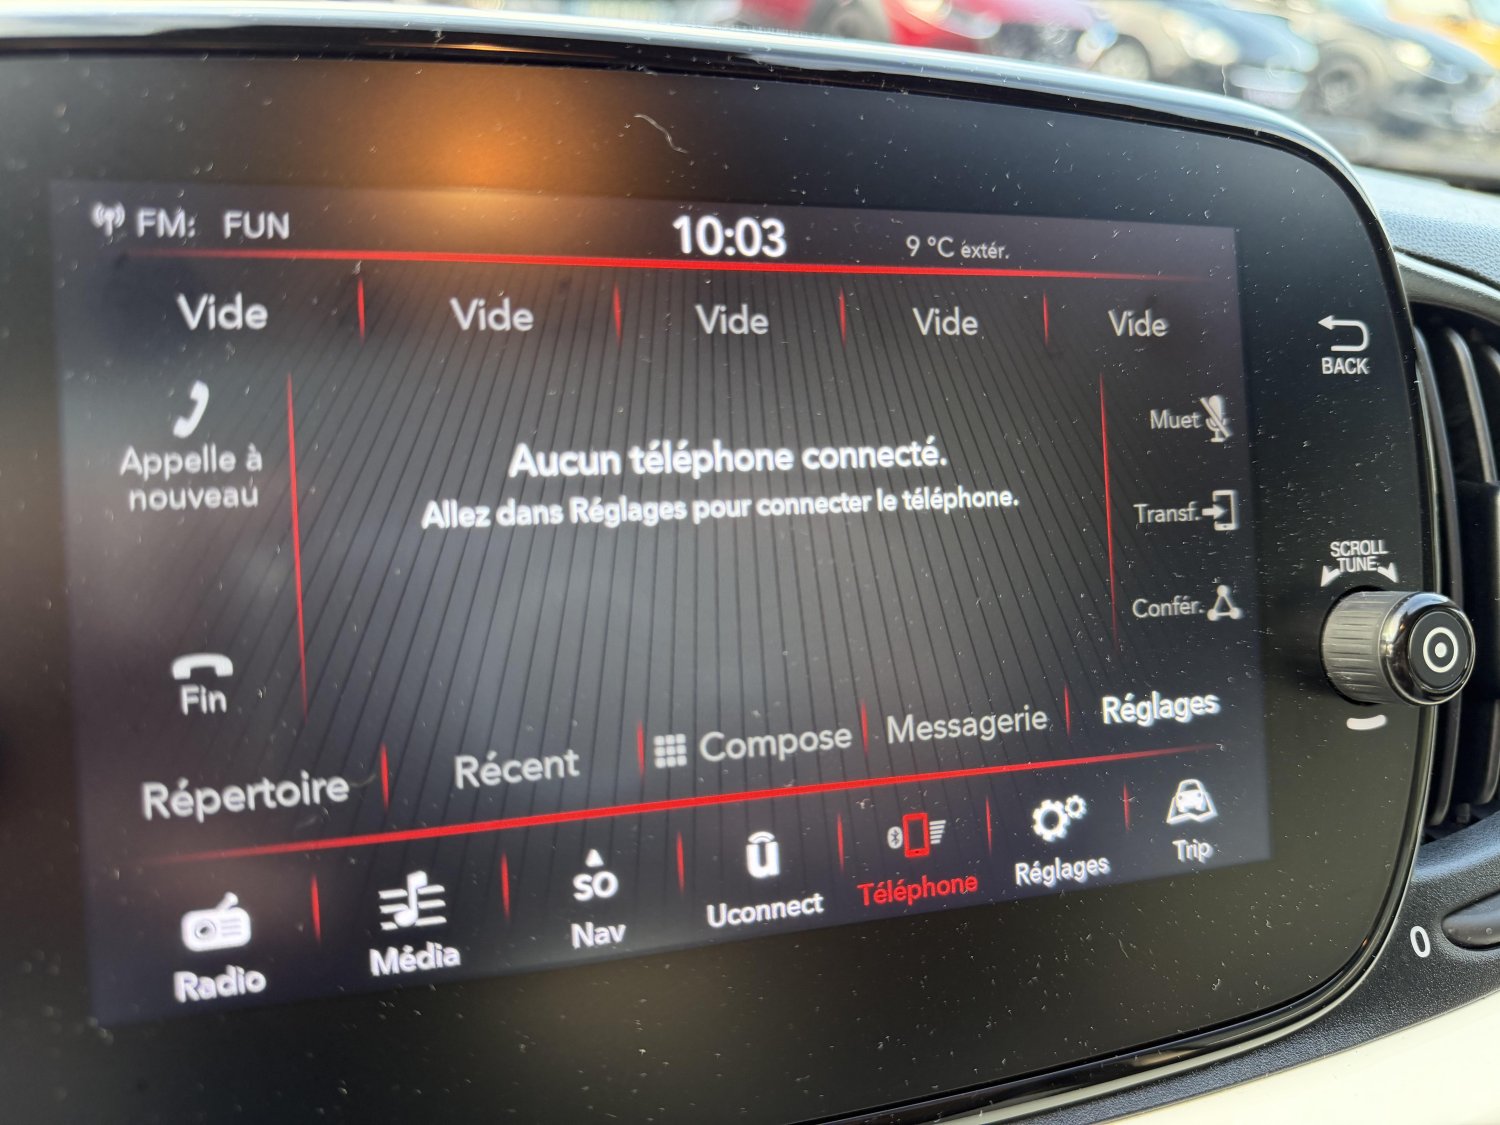 FM: FUN 10:03 9 °C éxtér.
Vide Vide Vide Vide Vide
BACK
Appelle à
nouveau
Aucun téléphone connecté.
Allez dans Réglages pour connecter le téléphone.
Muet
Transf.
Confér.
SCROLL
TUNE
Fin
Répertoire Récent Compose Messagerie Réglages
SO
Radio Média Nav Uconnect Téléphone Réglages Trip
0